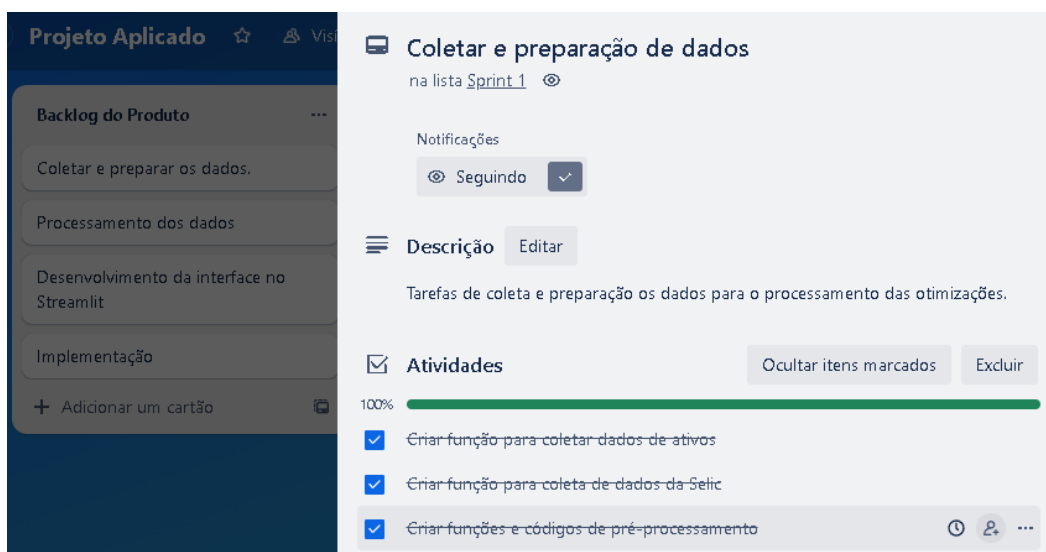 Projeto Aplicado
Visí
Backlog do Produto
Coletar e preparar os dados.
Processamento dos dados
Desenvolvimento da interface no
Streamlit
Implementação
+ Adicionar um cartão
Coletar e preparação de dados
na lista Sprint 1
Notificações
Seguindo
Descrição
Editar
Tarefas de coleta e preparação os dados para o processamento das otimizações.
Atividades
Ocultar itens marcados
Excluir
100%
Criar função para coletar dados de ativos
Criar função para coleta de dados da Selic
Criar funções e códigos de pré-processamento